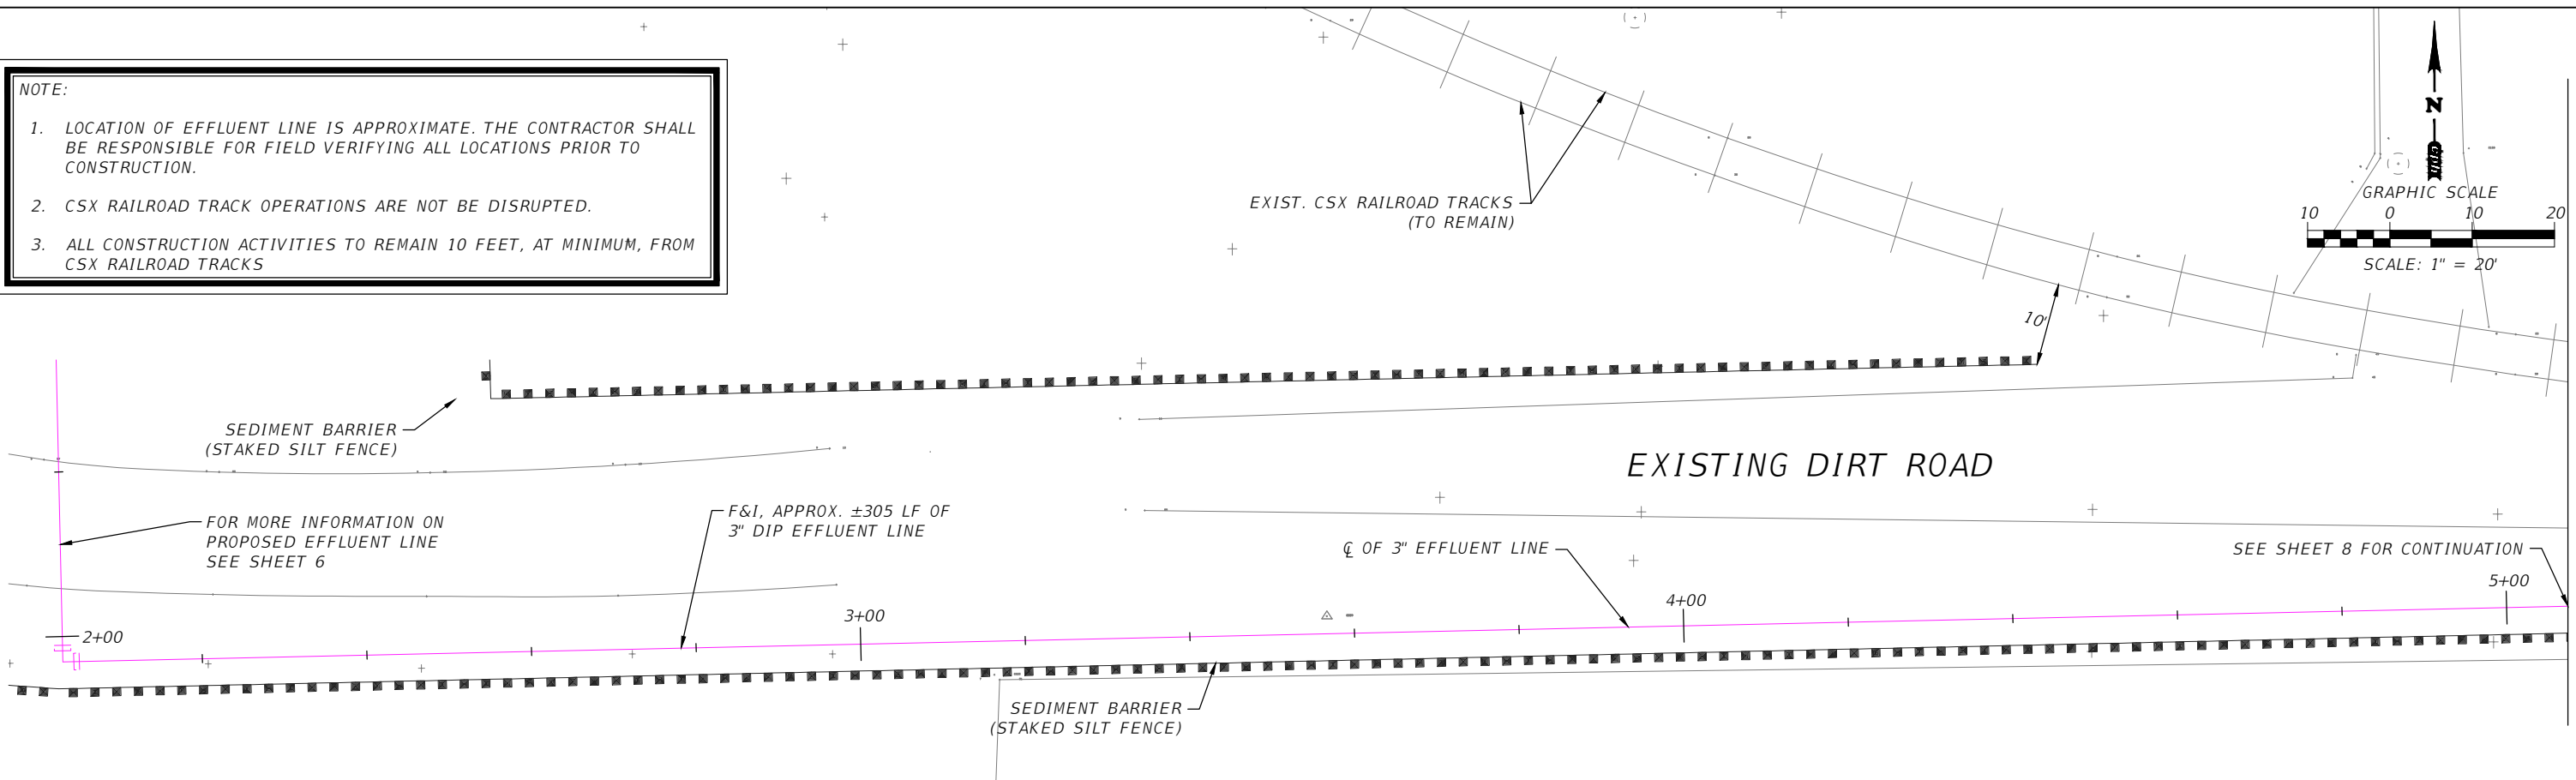 NOTE:
1. LOCATION OF EFFLUENT LINE IS APPROXIMATE. THE CONTRACTOR SHALL
BE RESPONSIBLE FOR FIELD VERIFYING ALL LOCATIONS PRIOR TO
CONSTRUCTION.
2. CSX RAILROAD TRACK OPERATIONS ARE NOT BE DISRUPTED.
3. ALL CONSTRUCTION ACTIVITIES TO REMAIN 10 FEET, AT MINIMUM, FROM
CSX RAILROAD TRACKS
EXIST. CSX RAILROAD TRACKS
(TO REMAIN)
N
GRAPHIC SCALE
10 0 10 20
SCALE: 1" = 20'
10'
SEDIMENT BARRIER
(STAKED SILT FENCE)
EXISTING DIRT ROAD
FOR MORE INFORMATION ON
PROPOSED EFFLUENT LINE
SEE SHEET 6
F&I, APPROX. ±305 LF OF
3" DIP EFFLUENT LINE
℄ OF 3" EFFLUENT LINE
SEE SHEET 8 FOR CONTINUATION
2+00
3+00
4+00
5+00
SEDIMENT BARRIER
(STAKED SILT FENCE)